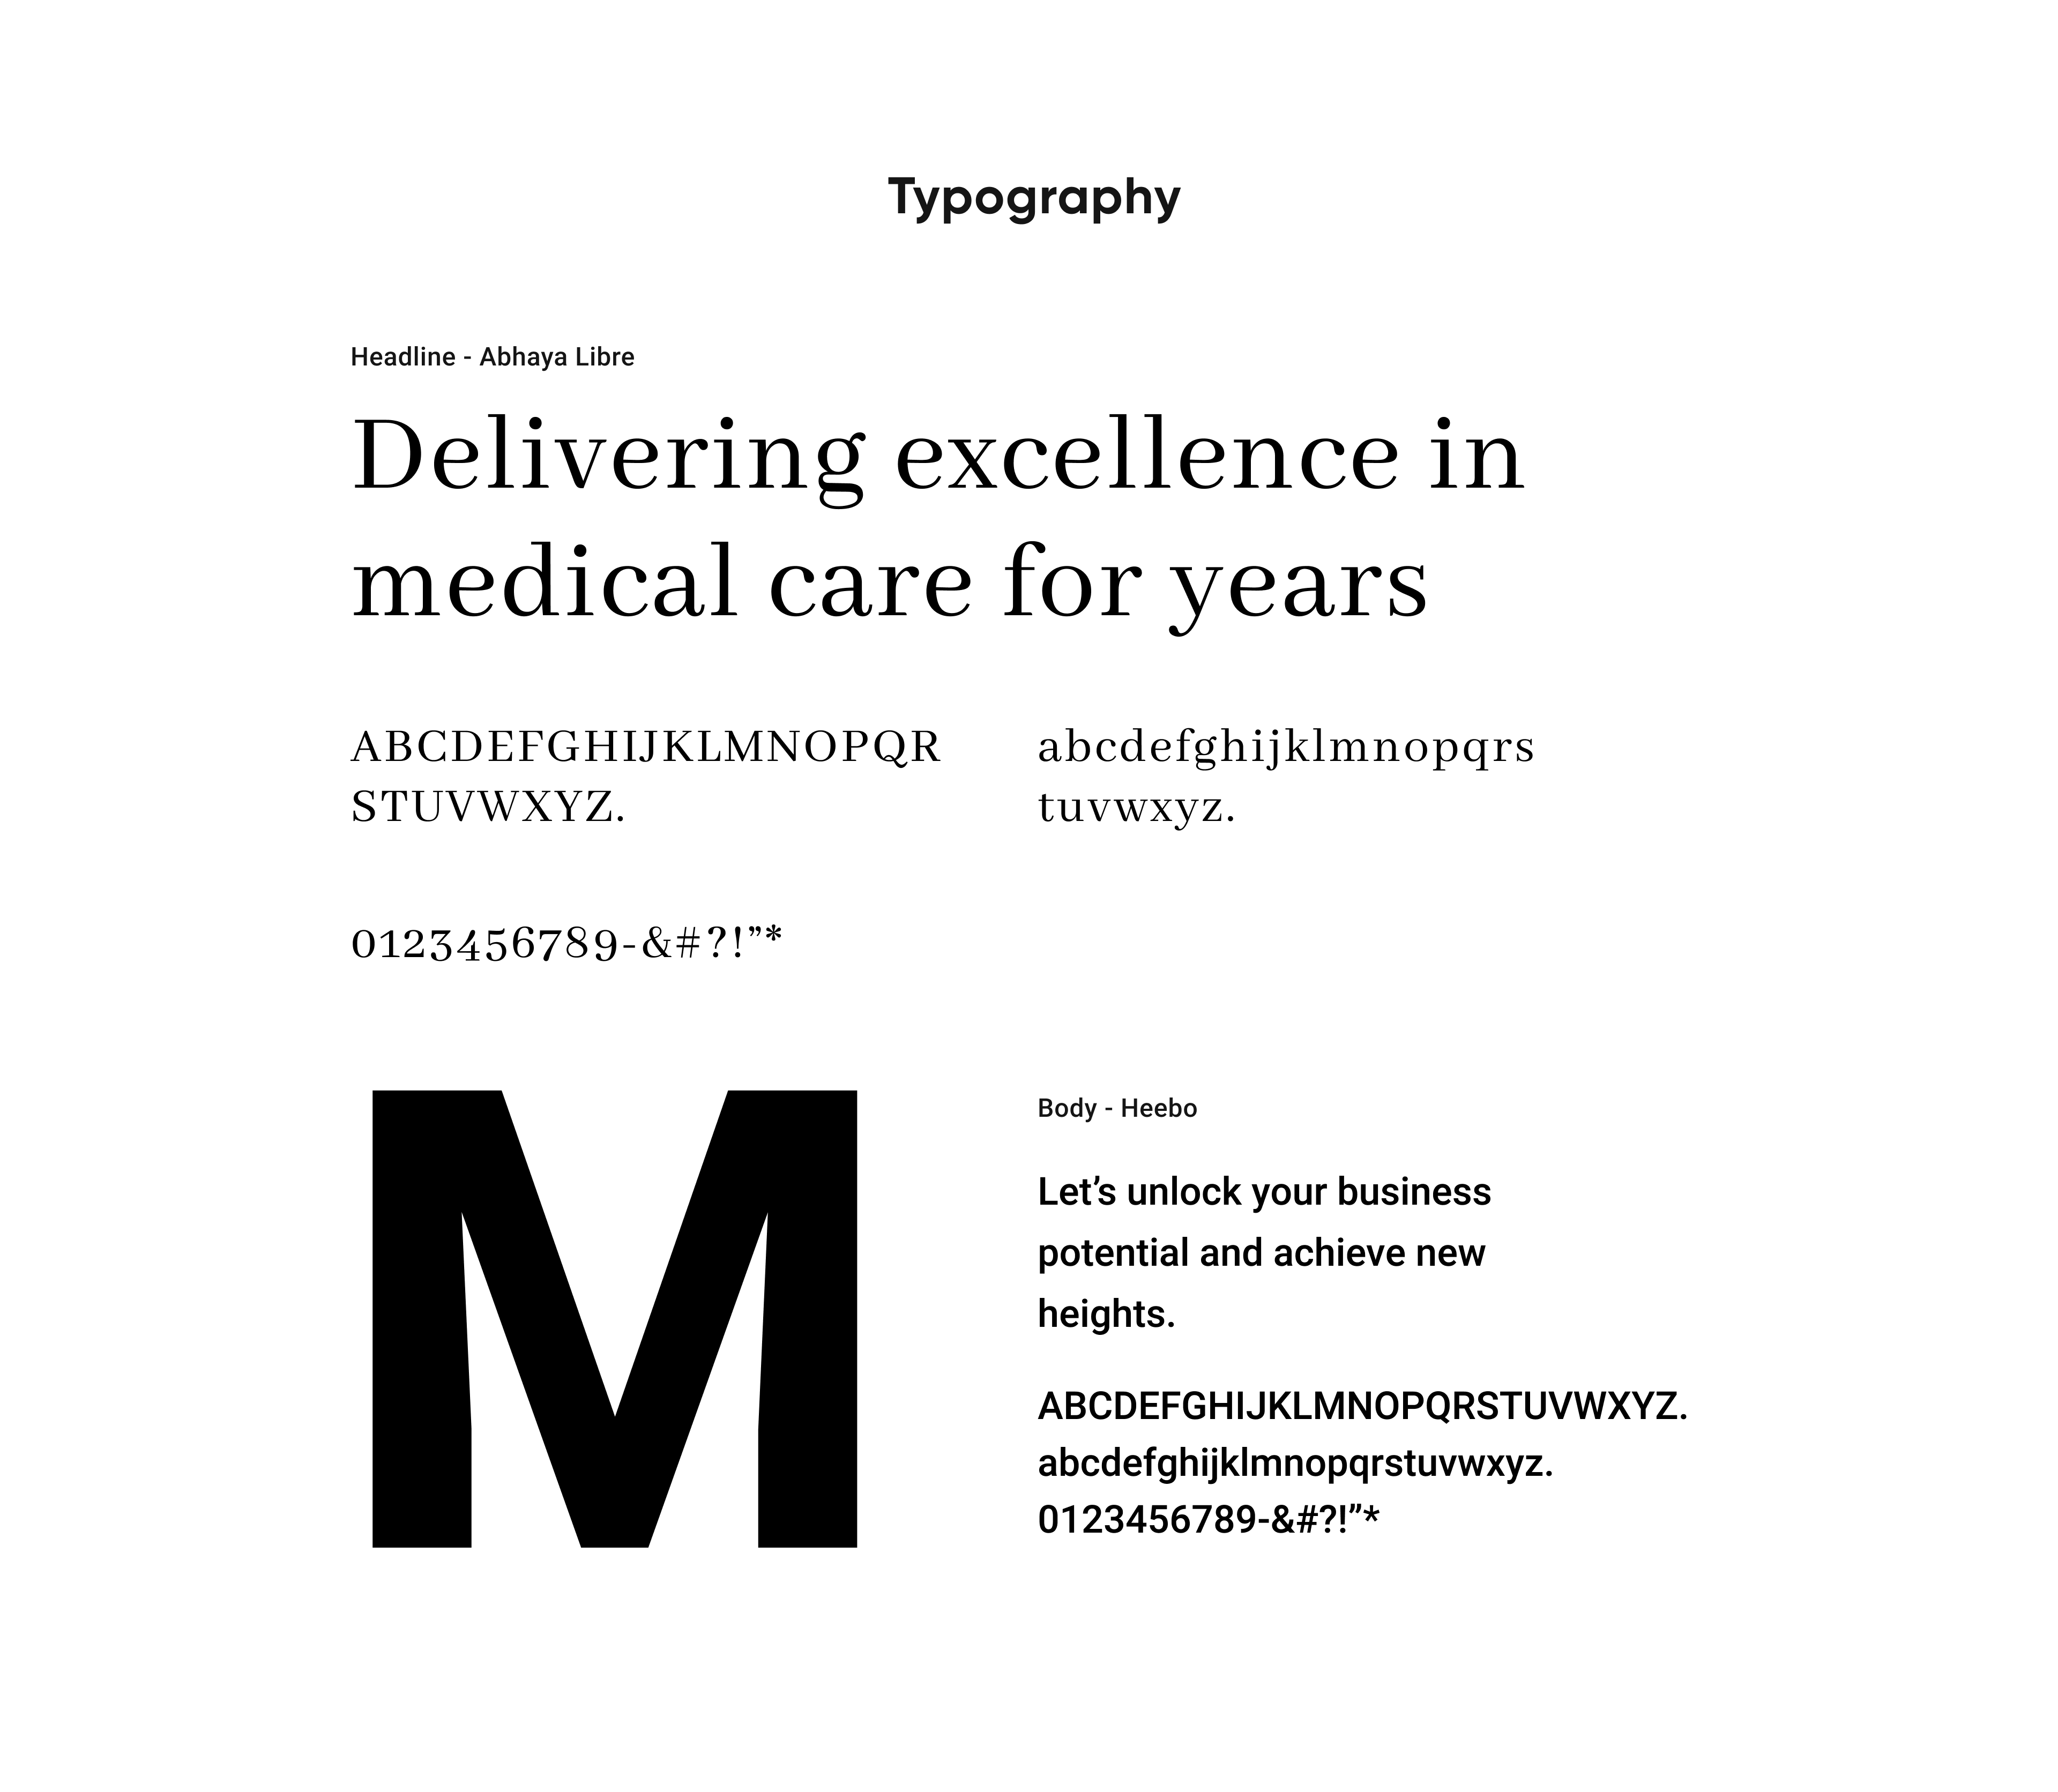 Typography
Headline - Abhaya Libre
Delivering excellence in
medical care for years
ABCDEFGHIJKLMNOPQR
STUVWXYZ.
abcdefghijklmnopqrs
tuvwxyz.
0123456789-&#?!”*
M
Body - Heebo
Let’s unlock your business
potential and achieve new
heights.
ABCDEFGHIJKLMNOPQRSTUVWXYZ.
abcdefghijklmnopqrstuvwxyz.
0123456789-&#?!”*